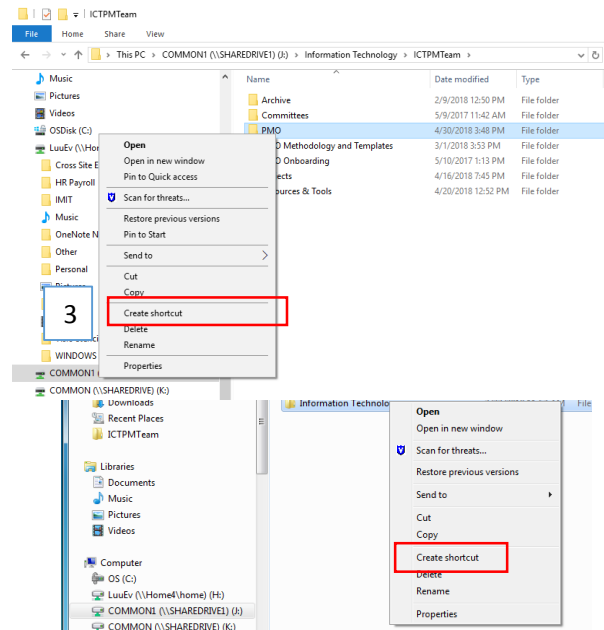 ICTPMTeam
File Home Share View
This PC > COMMON1 (\\SHAREDRIVE1) (J:) > Information Technology > ICTPMTeam >
Name Date modified Type
Music
Pictures
Videos
OSDisk (C:)
LuuEv (\\Hor
Cross Site E
HR Payroll
IMIT
Music
OneNote N
Other
Personal
Pictures
WINDOWS
COMMON1 (
COMMON (\\SHAREDRIVE) (K:)
Archive 2/9/2018 12:50 PM File folder
Committees 5/9/2017 11:42 AM File folder
PMO 4/30/2018 3:48 PM File folder
O Methodology and Templates 3/1/2018 3:53 PM File folder
O Onboarding 5/10/2017 1:13 PM File folder
ects 4/16/2018 7:45 PM File folder
ources & Tools 4/20/2018 12:52 PM File folder
Open
Open in new window
Pin to Quick access
Scan for threats...
Restore previous versions
Pin to Start
Send to
Cut
Copy
Create shortcut
Delete
Rename
Properties
3
Downloads
Recent Places
ICTPMTeam
Libraries
Documents
Music
Pictures
Videos
Computer
OS (C:)
LuuEv (\\Home4\home) (H:)
COMMON1 (\\SHAREDRIVE1) (J:)
COMMON (\\SHAREDRIVE) (K:)
Information Technolo
File
Open
Open in new window
Scan for threats...
Restore previous versions
Send to
Cut
Copy
Create shortcut
Delete
Rename
Properties